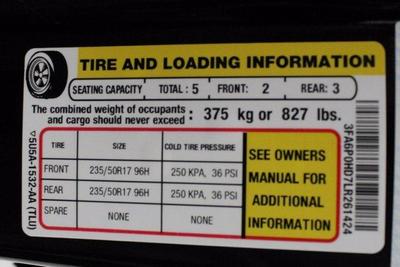 TIRE AND LOADING INFORMATION
SEATING CAPACITY TOTAL : 5 FRONT: 2 REAR: 3
The combined weight of occupants
and cargo should never exceed : 375 kg or 827 lbs.
TIRE SIZE COLD TIRE PRESSURE
FRONT 235/50R17 96H 250 KPA, 36 PSI
REAR 235/50R17 96H 250 KPA, 36 PSI
SPARE NONE NONE
SEE OWNERS
MANUAL FOR
ADDITIONAL
INFORMATION
5U5A-1532-AA (TLU)
3FA6P0HD7LR261424